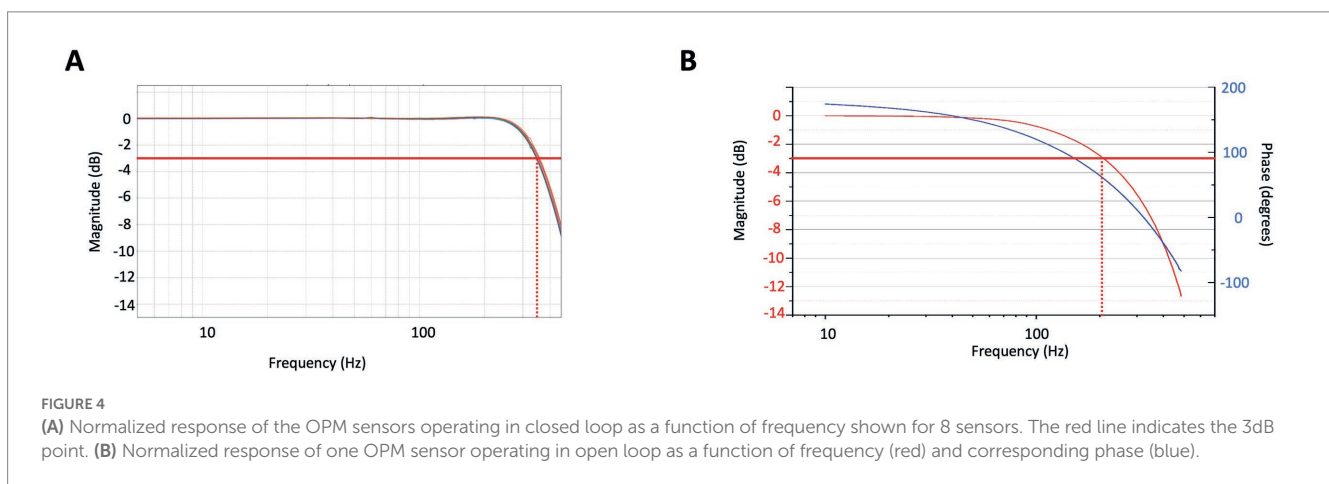 A
B
0
-2
-4
-6
-8
-10
-12
-14
Magnitude (dB)
10
100
Frequency (Hz)
0
-2
-4
-6
-8
-10
-12
-14
Magnitude (dB)
200
100
0
-100
Phase (degrees)
10
100
Frequency (Hz)
FIGURE 4
(A) Normalized response of the OPM sensors operating in closed loop as a function of frequency shown for 8 sensors. The red line indicates the 3dB
point. (B) Normalized response of one OPM sensor operating in open loop as a function of frequency (red) and corresponding phase (blue).